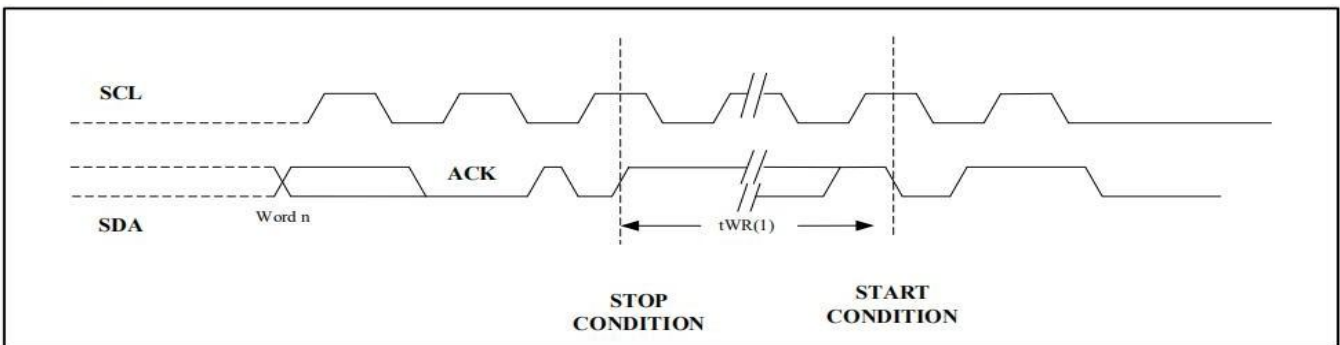 SCL
ACK
Word n
SDA
tWR(1)
STOP
CONDITION
START
CONDITION